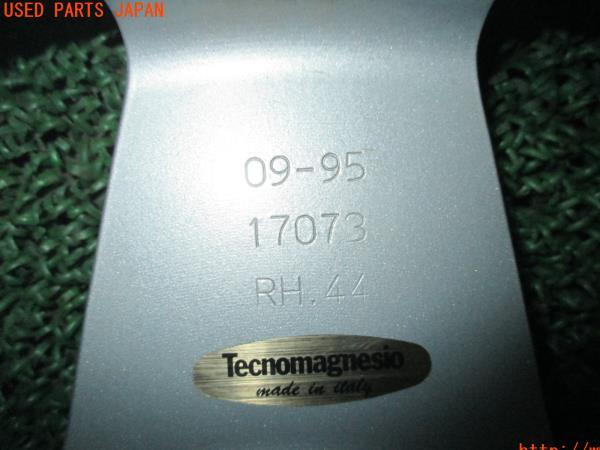 USED PARTS JAPAN
09-95
17073
RH.44
Tecnomagnesio
made in italy